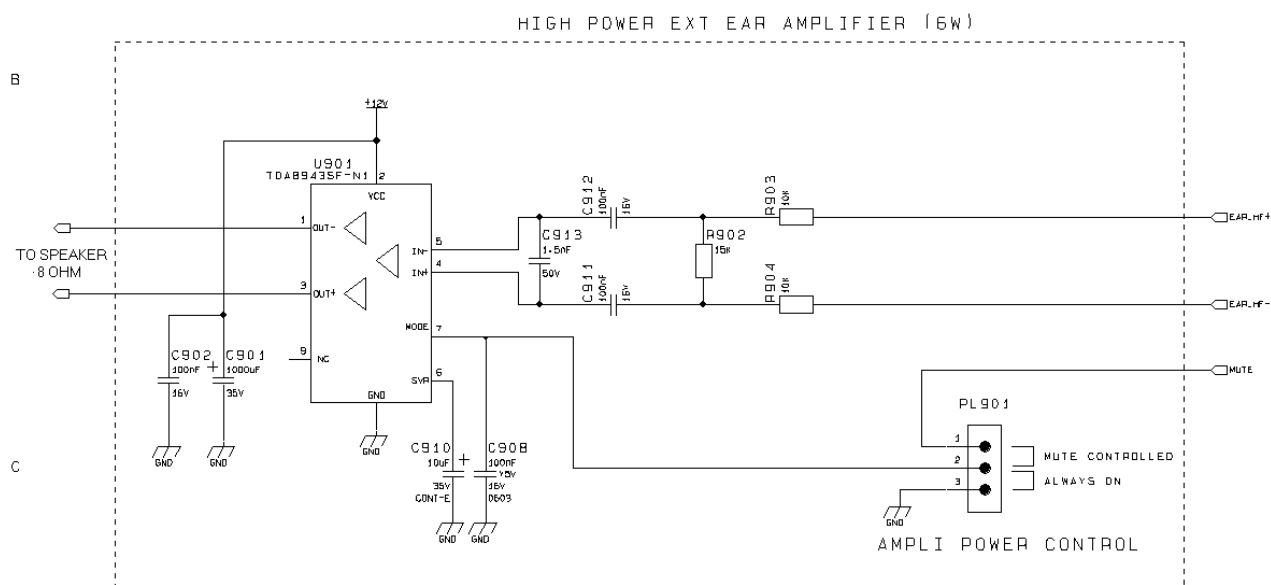 HIGH POWER EXT EAR AMPLIFIER (6W)
B
+12V
U901
TDA8943SF-N1
2
VCC
C912
100nF
16V
R903
10K
1
OUT-
5
IN-
C913
1.5nF
50V
R902
15K
EAR_HF+
TO SPEAKER
8 OHM
4
IN+
C911
100nF
16V
R904
10K
3
OUT+
EAR_HF-
MODE
7
C902
100nF
16V
+
C901
1000uF
35V
9
NC
SVR
6
MUTE
GND
PL901
GND
GND
GND
C910
10uF
+
35V
CONT-E
C908
100nF
Y5V
16V
0603
1
2
3
MUTE CONTROLLED
ALWAYS ON
C
GND
GND
GND
AMPLI POWER CONTROL